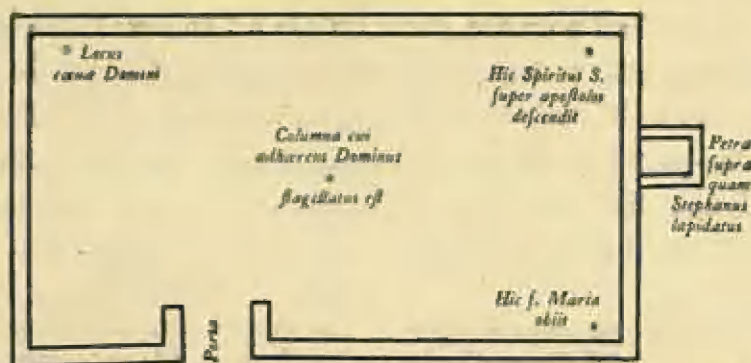 Locus
cœnæ Domini
Hic Spiritus S.
ſuper apoſtolos
deſcendit
Columna cui
adhærens Dominus
flagellatus eſt
Petra
ſupra
quam
Stephanus
lapidatus
Hic ſ. Maria
obiit
Porta